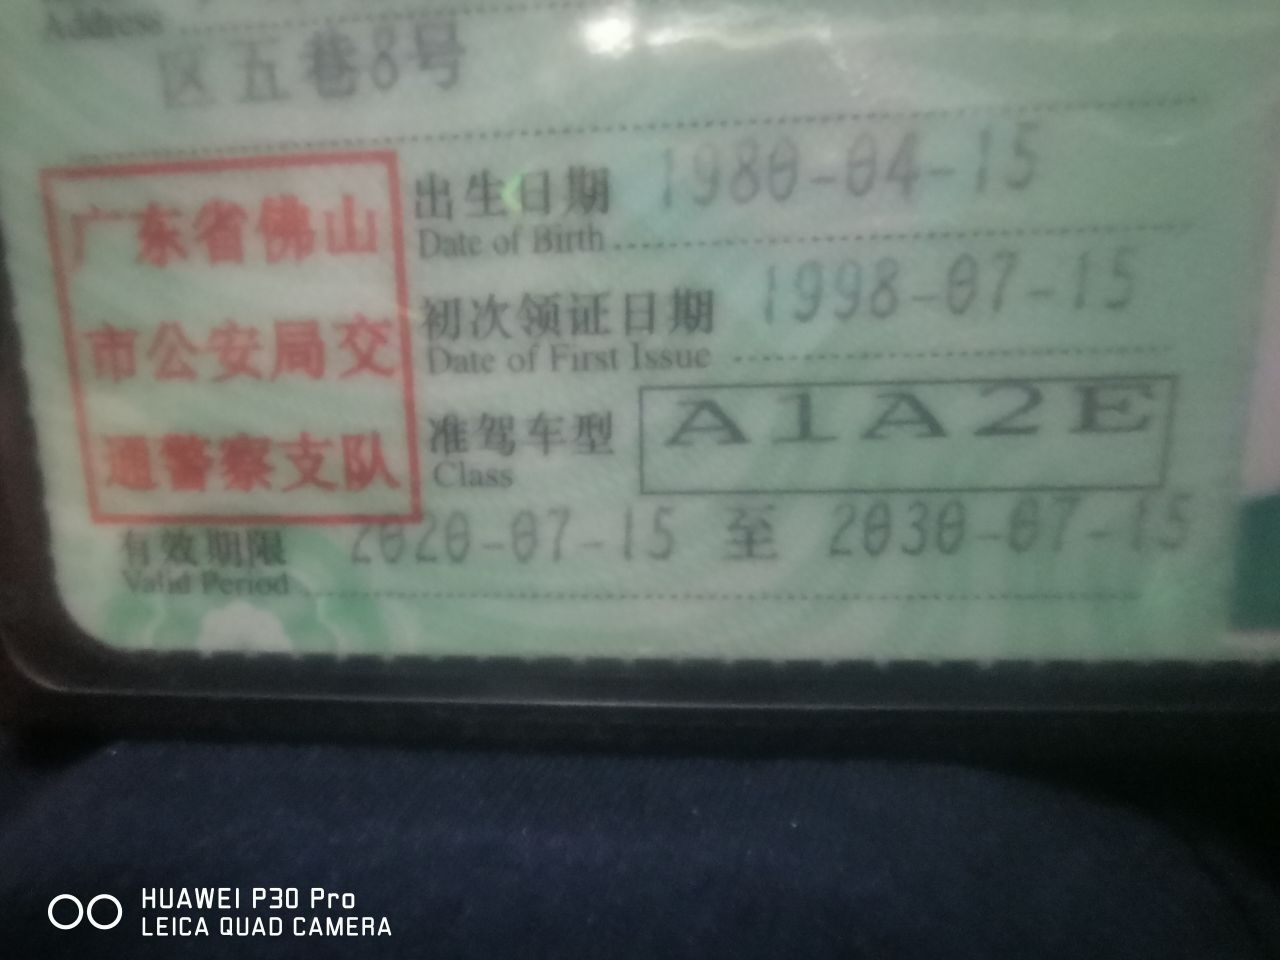 Address
区五巷8号
广东省佛山
市公安局交
通警察支队
出生日期 1980-04-15
Date of Birth
初次领证日期 1998-07-15
Date of First Issue
准驾车型 A1A2E
Class
有效期限 2020-07-15 至 2030-07-15
Valid Period
HUAWEI P30 Pro
LEICA QUAD CAMERA